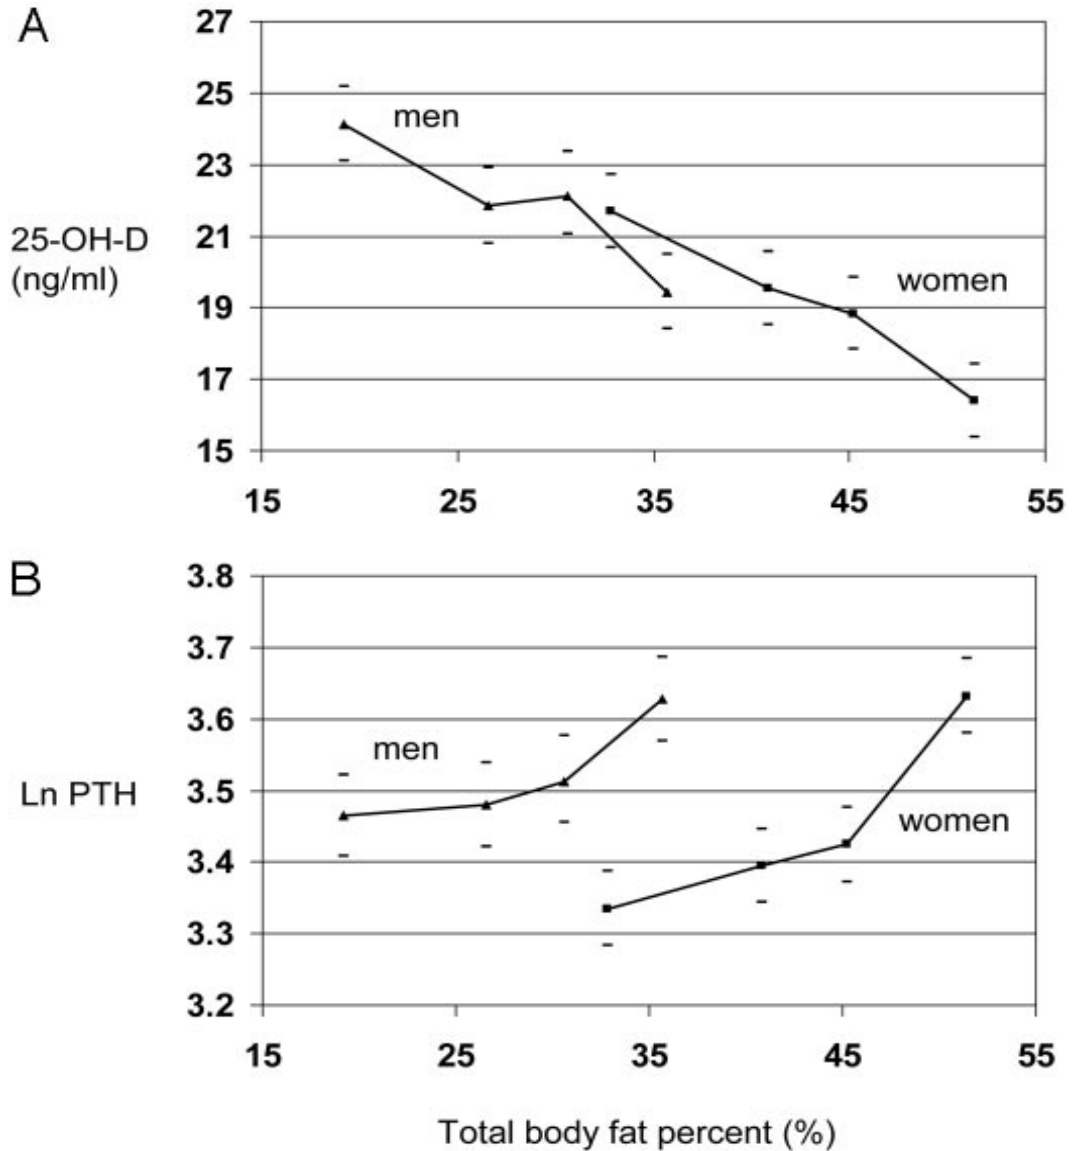 A
27
25
23
21
19
17
15
25-OH-D
(ng/ml)
men
women
15 25 35 45 55
B
3.8
3.7
3.6
3.5
3.4
3.3
3.2
Ln PTH
men
women
15 25 35 45 55
Total body fat percent (%)